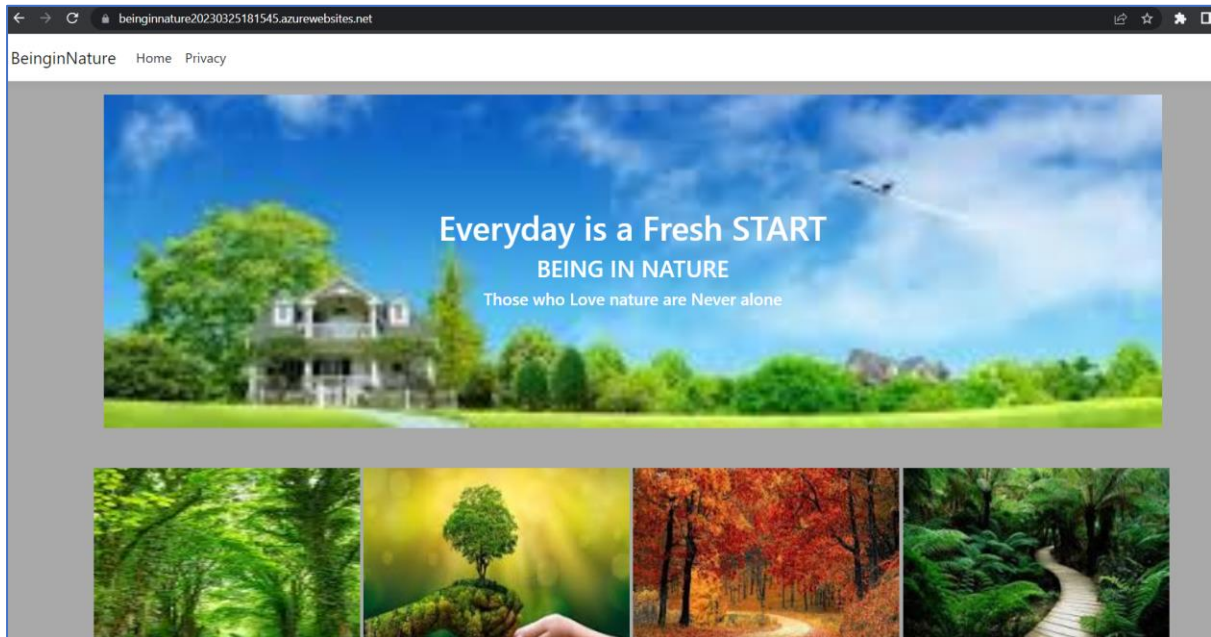 beinginnature20230325181545.azurewebsites.net
BeinginNature Home Privacy
Everyday is a Fresh START
BEING IN NATURE
Those who Love nature are Never alone